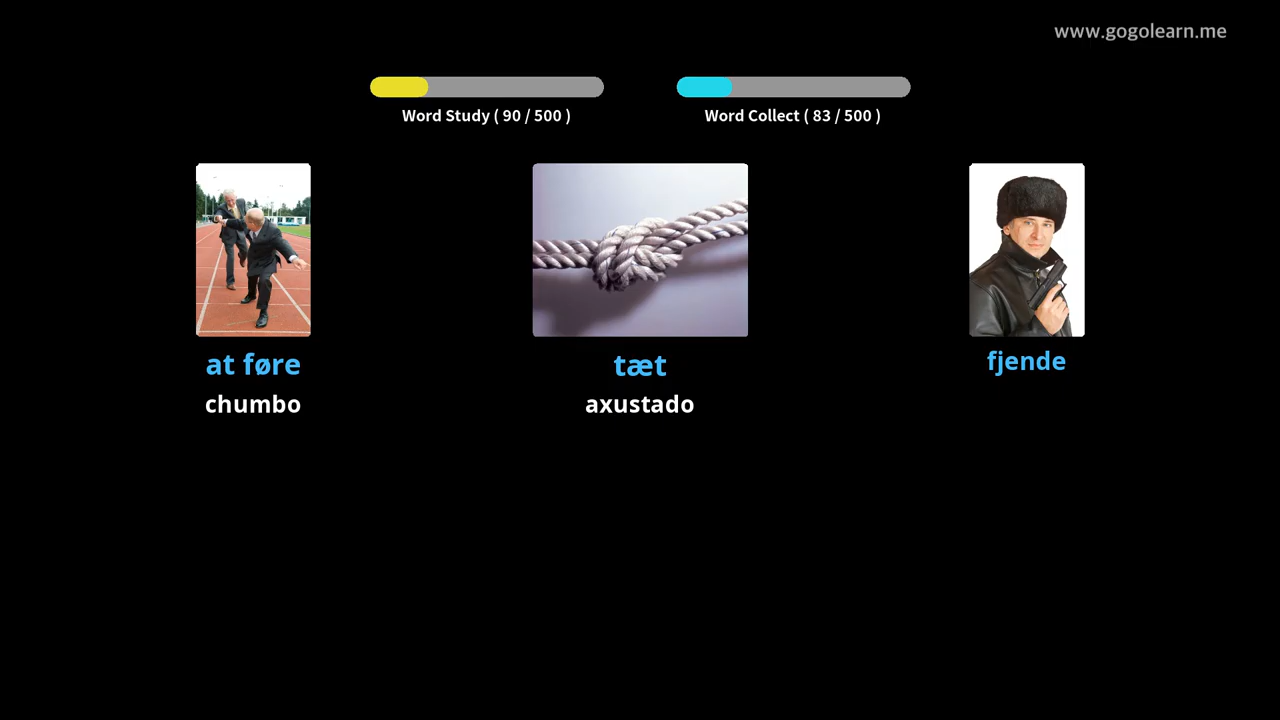 www.gogolearn.me
Word Study ( 90 / 500 )
Word Collect ( 83 / 500 )
at føre
tæt
fjende
chumbo
axustado